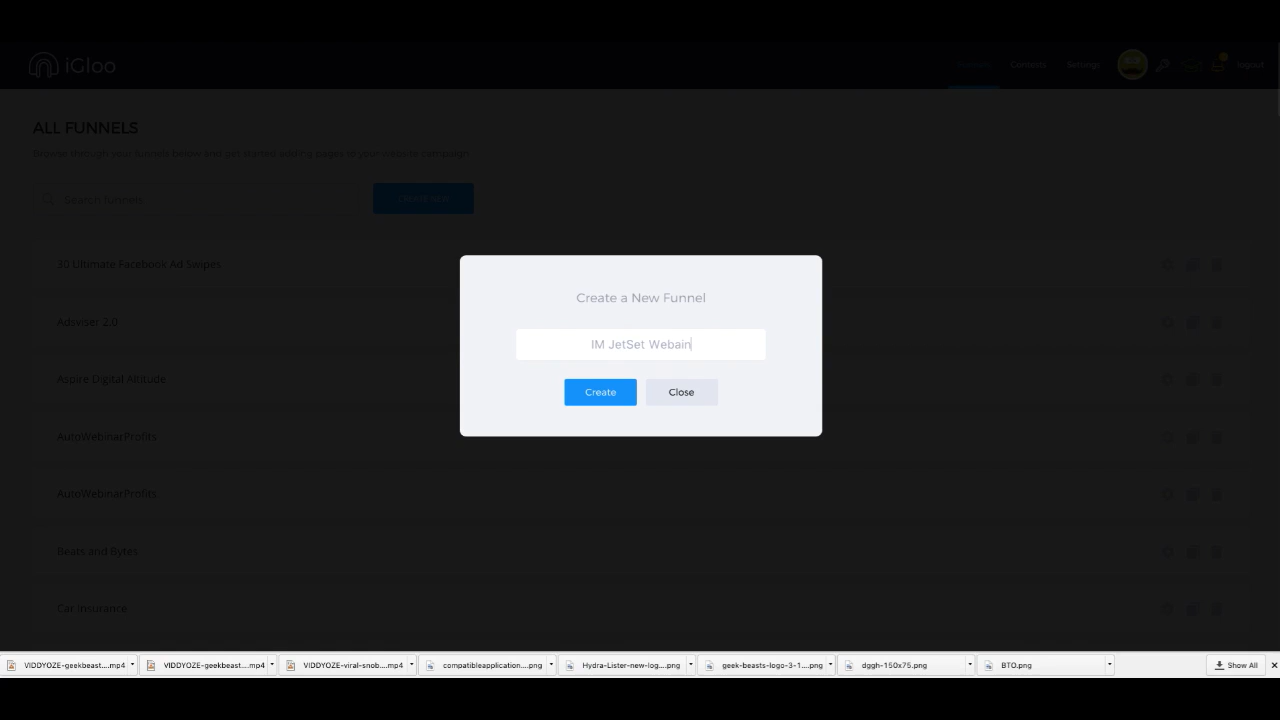 iGloo
Funnels Contests Settings logout
ALL FUNNELS
Browse through your funnels below and get started adding pages to your website campaign.
Search funnels
30 Ultimate Facebook Ad Swipes
Adsviser 2.0
Aspire Digital Altitude
AutoWebinarProfits
AutoWebinarProfits
Beats and Bytes
Car Insurance
Create a New Funnel
IM JetSet Webain
Create Close
VIDDYOZE-geekbeast....mp4 VIDDYOZE-geekbeast....mp4 VIDDYOZE-viral-snob....mp4 compatibleapplication....png Hydra-Lister-new-log....png geek-beasts-logo-3-1....png dggh-150x75.png BTO.png Show All